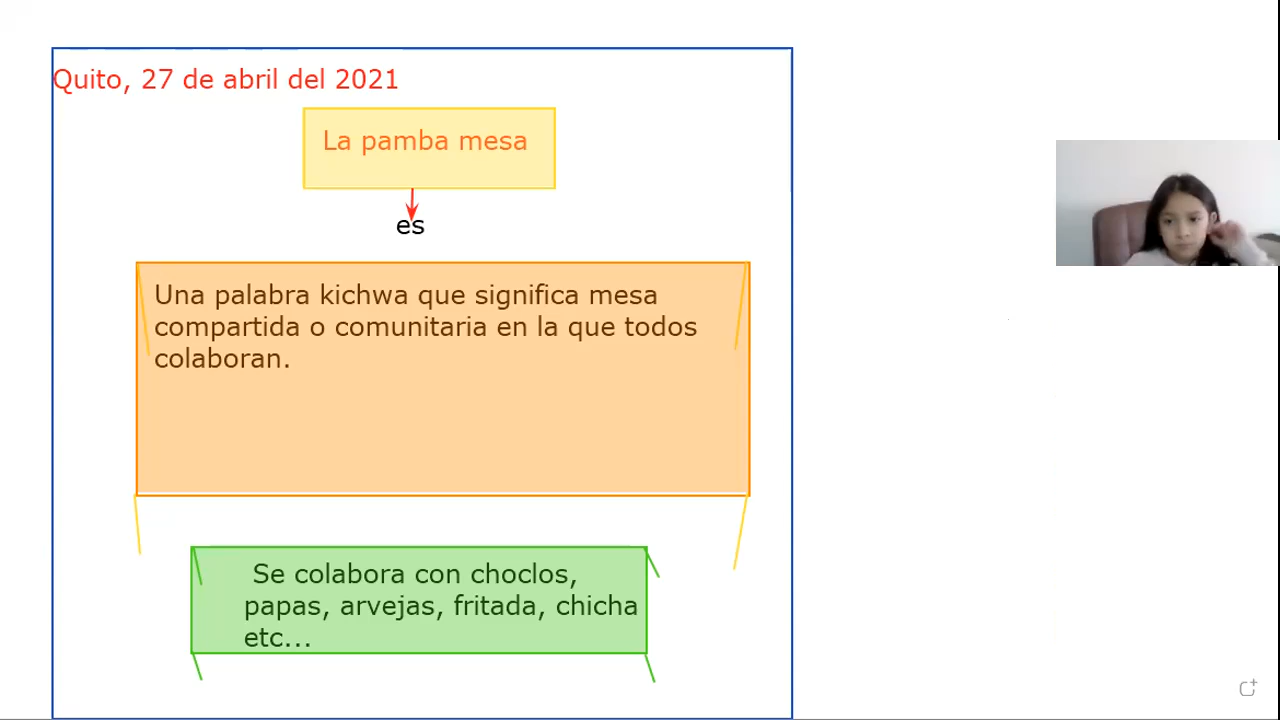 Quito, 27 de abril del 2021
La pamba mesa
es
Una palabra kichwa que significa mesa
compartida o comunitaria en la que todos
colaboran.
Se colabora con choclos,
papas, arvejas, fritada, chicha
etc...